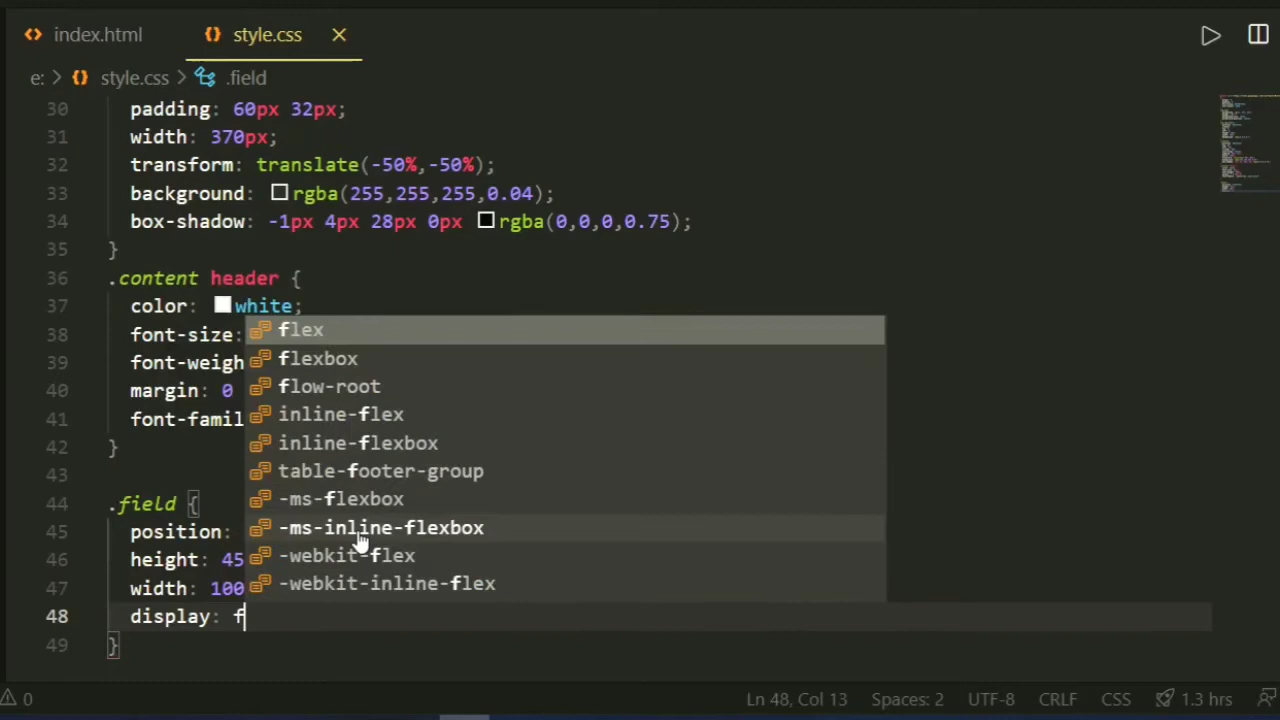 index.html style.css
e: > style.css > .field
30 padding: 60px 32px;
31 width: 370px;
32 transform: translate(-50%,-50%);
33 background: rgba(255,255,255,0.04);
34 box-shadow: -1px 4px 28px 0px rgba(0,0,0,0.75);
35 }
36 .content header {
37 color: white;
38 font-size:
39 font-weigh
40 margin: 0
41 font-famil
42 }
43
44 .field {
45 position:
46 height: 45
47 width: 100
48 display: f
49 }
flex
flexbox
flow-root
inline-flex
inline-flexbox
table-footer-group
-ms-flexbox
-ms-inline-flexbox
-webkit-flex
-webkit-inline-flex
0 Ln 48, Col 13 Spaces: 2 UTF-8 CRLF CSS 1.3 hrs